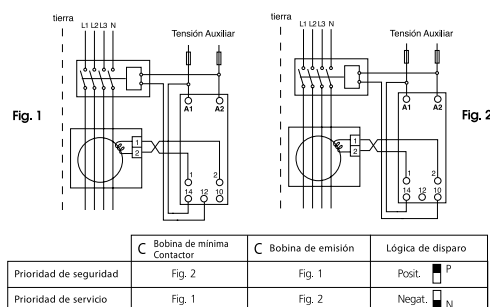 tierra
L1 L2 L3 N
Tensión Auxiliar
A1 A2
Fig. 1
1
2
1 2
14 12 10
tierra
L1 L2 L3 N
Tensión Auxiliar
A1 A2
Fig. 2
1
2
1 2
14 12 10
C Bobina de mínima Contactor
C Bobina de emisión
Lógica de disparo
Prioridad de seguridad Fig. 2 Fig. 1 Posit. P
Prioridad de servicio Fig. 1 Fig. 2 Negat. N